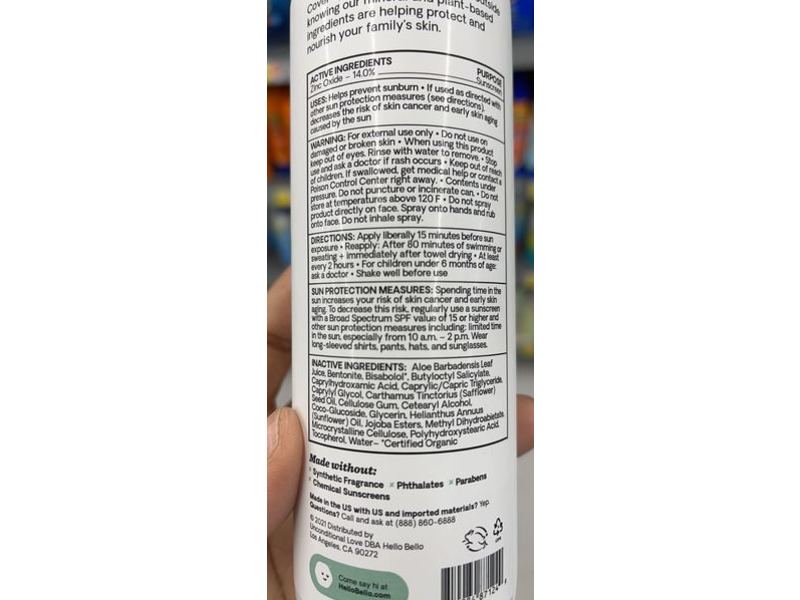 Cover
outside
knowing our mineral and plant-based
ingredients are helping protect and
nourish your family's skin.
ACTIVE INGREDIENTS PURPOSE
Zinc Oxide – 14.0% Sunscreen
USES: Helps prevent sunburn • If used as directed with
other sun protection measures (see directions),
decreases the risk of skin cancer and early skin aging
caused by the sun
WARNING: For external use only • Do not use on
damaged or broken skin • When using this product
keep out of eyes. Rinse with water to remove. • Stop
use and ask a doctor if rash occurs • Keep out of reach
of children. If swallowed, get medical help or contact a
Poison Control Center right away. • Contents under
pressure. Do not puncture or incinerate can. • Do not
store at temperatures above 120 F • Do not spray
product directly on face. Spray onto hands and rub
onto face. Do not inhale spray.
DIRECTIONS: Apply liberally 15 minutes before sun
exposure • Reapply: After 80 minutes of swimming or
sweating + immediately after towel drying • At least
every 2 hours • For children under 6 months of age:
ask a doctor • Shake well before use
SUN PROTECTION MEASURES: Spending time in the
sun increases your risk of skin cancer and early skin
aging. To decrease this risk, regularly use a sunscreen
with a Broad Spectrum SPF value of 15 or higher and
other sun protection measures including: limited time
in the sun, especially from 10 a.m. – 2 p.m. Wear
long-sleeved shirts, pants, hats, and sunglasses.
INACTIVE INGREDIENTS: Aloe Barbadensis Leaf
Juice, Bentonite, Bisabolol*, Butyloctyl Salicylate,
Caprylhydroxamic Acid, Caprylic/Capric Triglyceride,
Caprylyl Glycol, Carthamus Tinctorius (Safflower)
Seed Oil, Cellulose Gum, Cetearyl Alcohol,
Coco-Glucoside, Glycerin, Helianthus Annuus
(Sunflower) Oil, Jojoba Esters, Methyl Dihydroabietate,
Microcrystalline Cellulose, Polyhydroxystearic Acid,
Tocopherol, Water– *Certified Organic
Made without:
× Synthetic Fragrance × Phthalates × Parabens
× Chemical Sunscreens
Made in the US with US and imported materials? Yep.
Questions? Call and ask at (888) 860-6888
© 2021 Distributed by
Unconditional Love DBA Hello Bello
Los Angeles, CA 90272
Come say hi at
HelloBello.com
87124